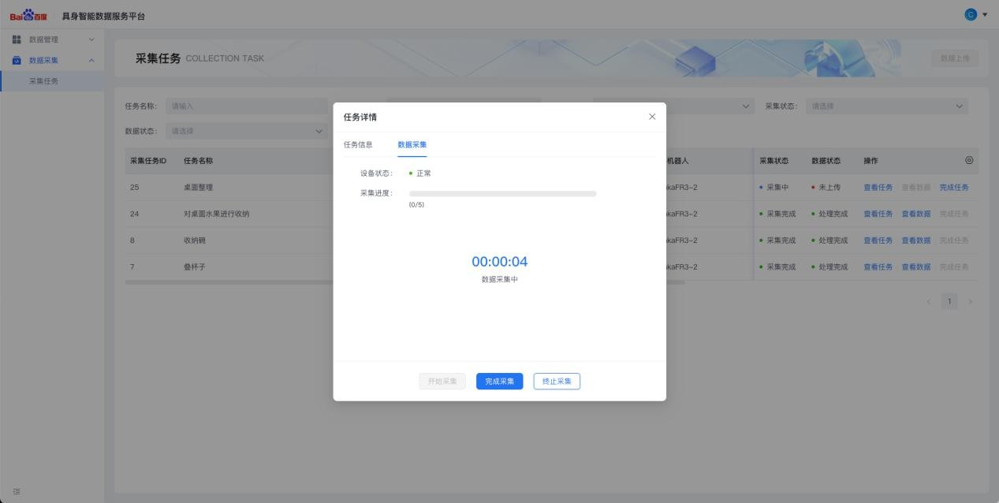 Bai百度 具身智能数据服务平台
C
数据管理
数据采集
采集任务
采集任务 COLLECTION TASK
数据上传
任务名称： 请输入
采集状态： 请选择
数据状态： 请选择
采集任务ID 任务名称 机器人 采集状态 数据状态 操作
25 桌面整理 kaFR3-2 采集中 未上传 查看任务 查看数据 完成任务
24 对桌面水果进行收纳 kaFR3-2 采集完成 处理完成 查看任务 查看数据 完成任务
8 收纳碗 kaFR3-2 采集完成 处理完成 查看任务 查看数据 完成任务
7 叠杯子 kaFR3-2 采集完成 处理完成 查看任务 查看数据 完成任务
1
任务详情
任务信息 数据采集
设备状态： 正常
采集进度：
(0/5)
00:00:04
数据采集中
开始采集 完成采集 终止采集